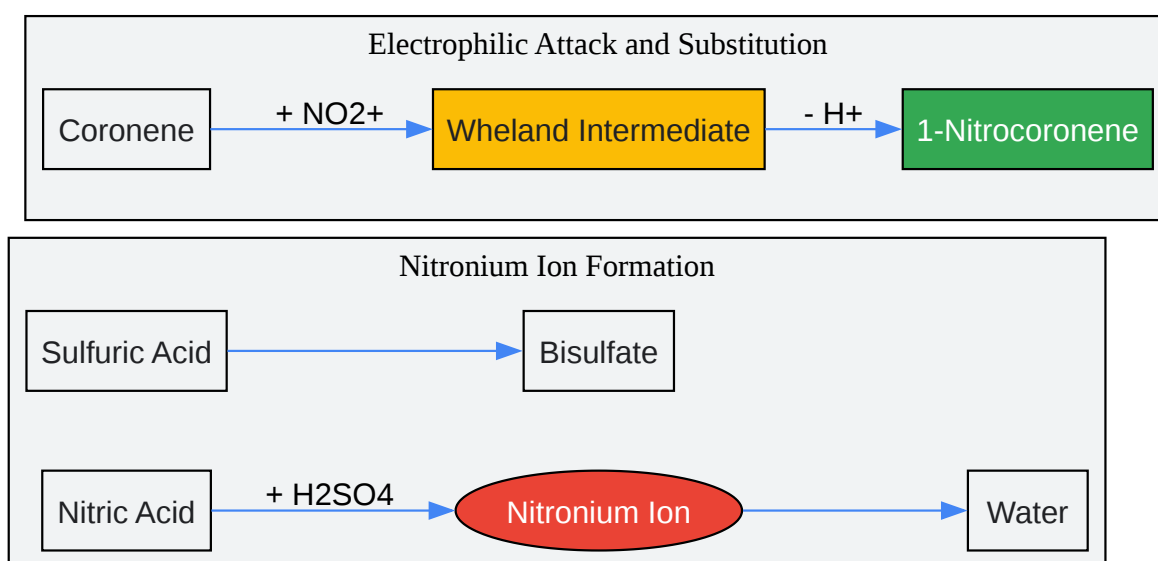 Electrophilic Attack and Substitution
Coronene
+ NO2+
Wheland Intermediate
- H+
1-Nitrocoronene
Nitronium Ion Formation
Sulfuric Acid
Bisulfate
Nitric Acid
+ H2SO4
Nitronium Ion
Water